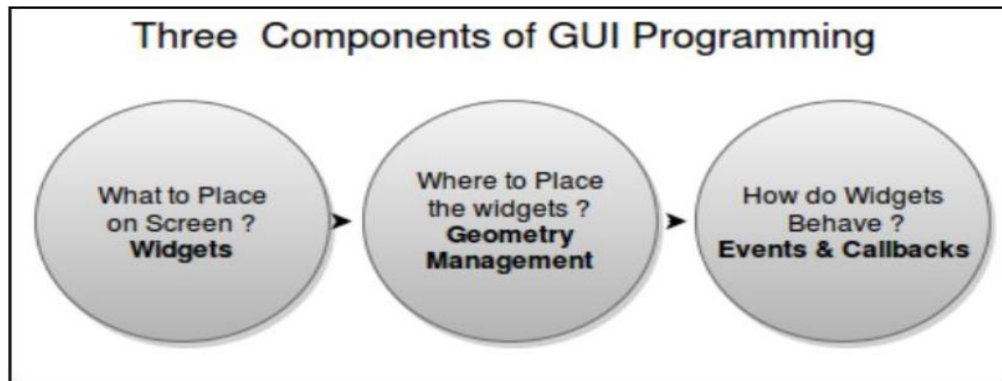 Three Components of GUI Programming
What to Place
on Screen ?
Widgets
Where to Place
the widgets ?
Geometry
Management
How do Widgets
Behave ?
Events & Callbacks